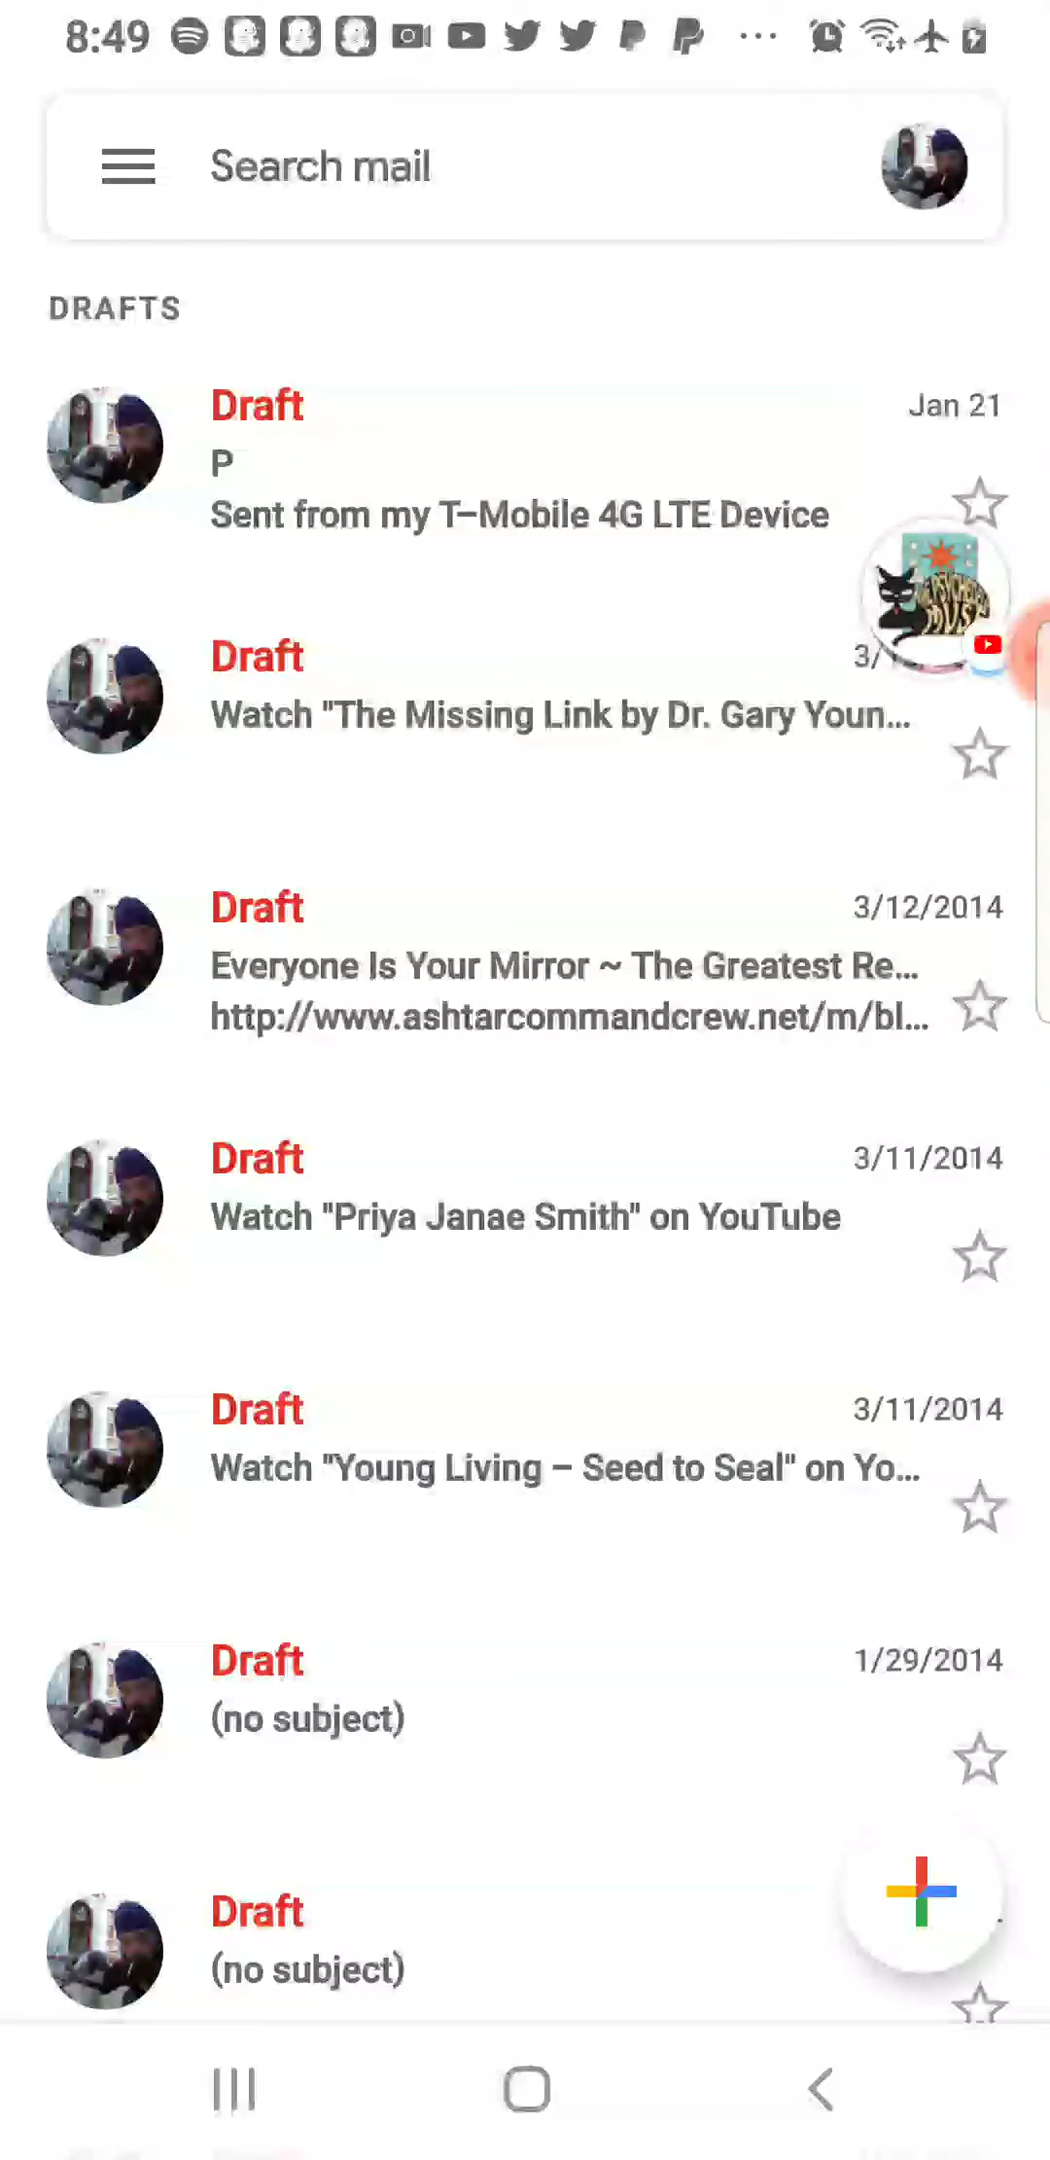 8:49
Search mail
DRAFTS
Draft
Jan 21
P
Sent from my T-Mobile 4G LTE Device
Draft
3/
Watch "The Missing Link by Dr. Gary Youn...
Draft
3/12/2014
Everyone Is Your Mirror ~ The Greatest Re...
http://www.ashtarcommandcrew.net/m/bl...
Draft
3/11/2014
Watch "Priya Janae Smith" on YouTube
Draft
3/11/2014
Watch "Young Living – Seed to Seal" on Yo...
Draft
1/29/2014
(no subject)
Draft
(no subject)